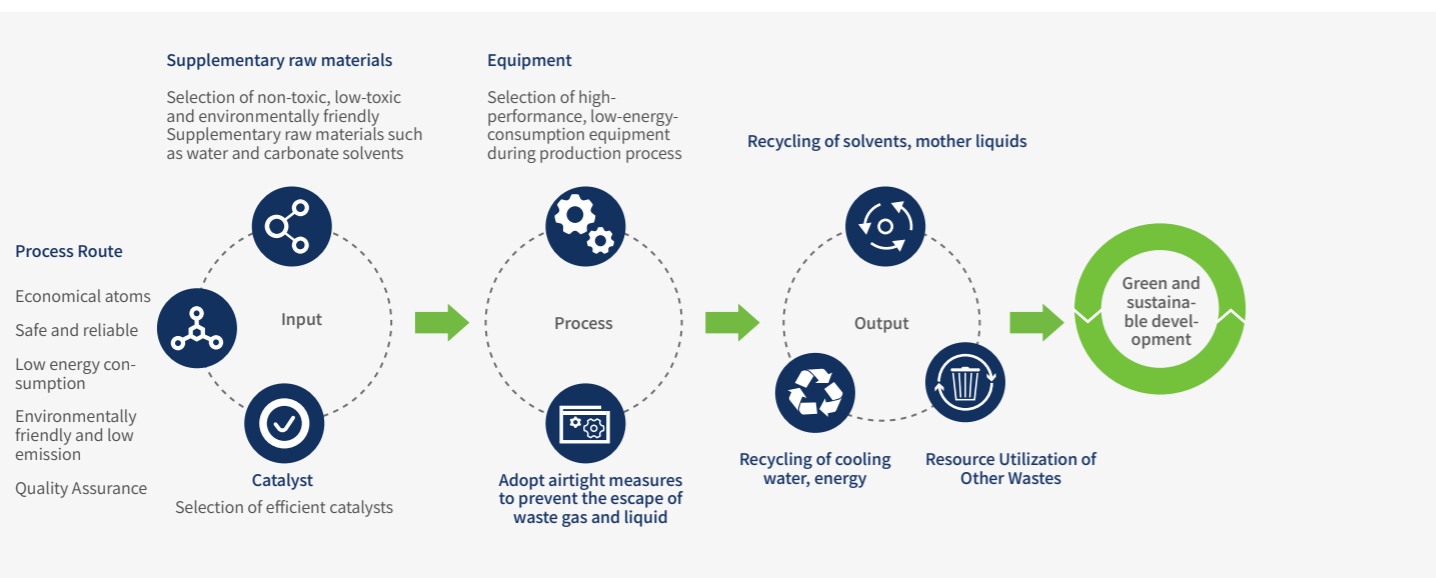 Supplementary raw materials
Selection of non-toxic, low-toxic
and environmentally friendly
Supplementary raw materials such
as water and carbonate solvents
Equipment
Selection of high-
performance, low-energy-
consumption equipment
during production process
Recycling of solvents, mother liquids
Process Route
Economical atoms
Safe and reliable
Low energy con-
sumption
Environmentally
friendly and low
emission
Quality Assurance
Input
Catalyst
Selection of efficient catalysts
Process
Adopt airtight measures
to prevent the escape of
waste gas and liquid
Output
Recycling of cooling
water, energy
Resource Utilization of
Other Wastes
Green and
sustaina-
ble devel-
opment